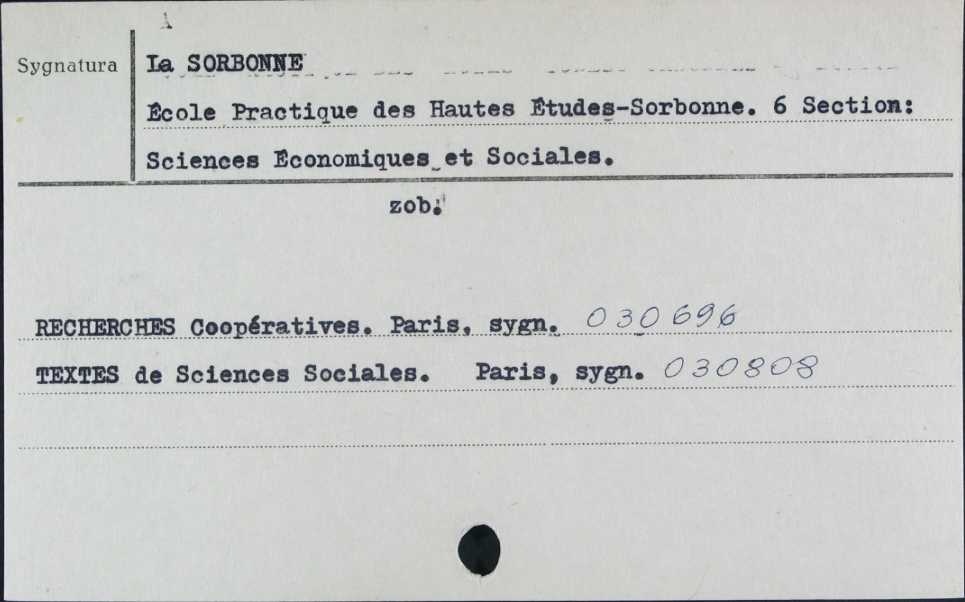 Sygnatura
La SORBONNE
École Practique des Hautes Études-Sorbonne. 6 Section:
Sciences Économiques et Sociales.
zob.
RECHERCHES Coopératives. Paris, sygn. 030696
TEXTES de Sciences Sociales. Paris, sygn. 030808